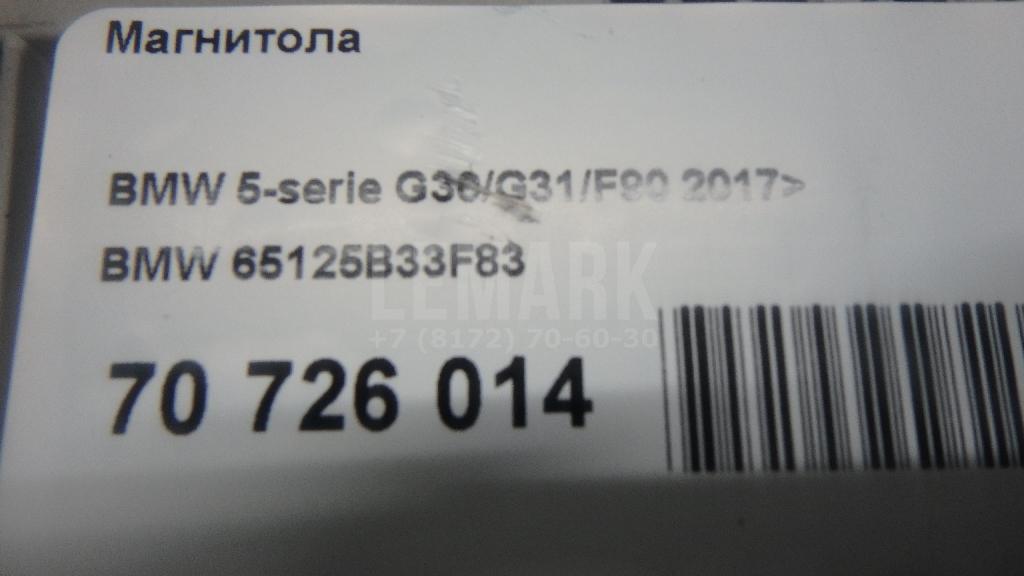 Магнитола
BMW 5-serie G30/G31/F90 2017>
BMW 65125B33F83
LEMARK
+7 (8172) 70-60-30
70 726 014